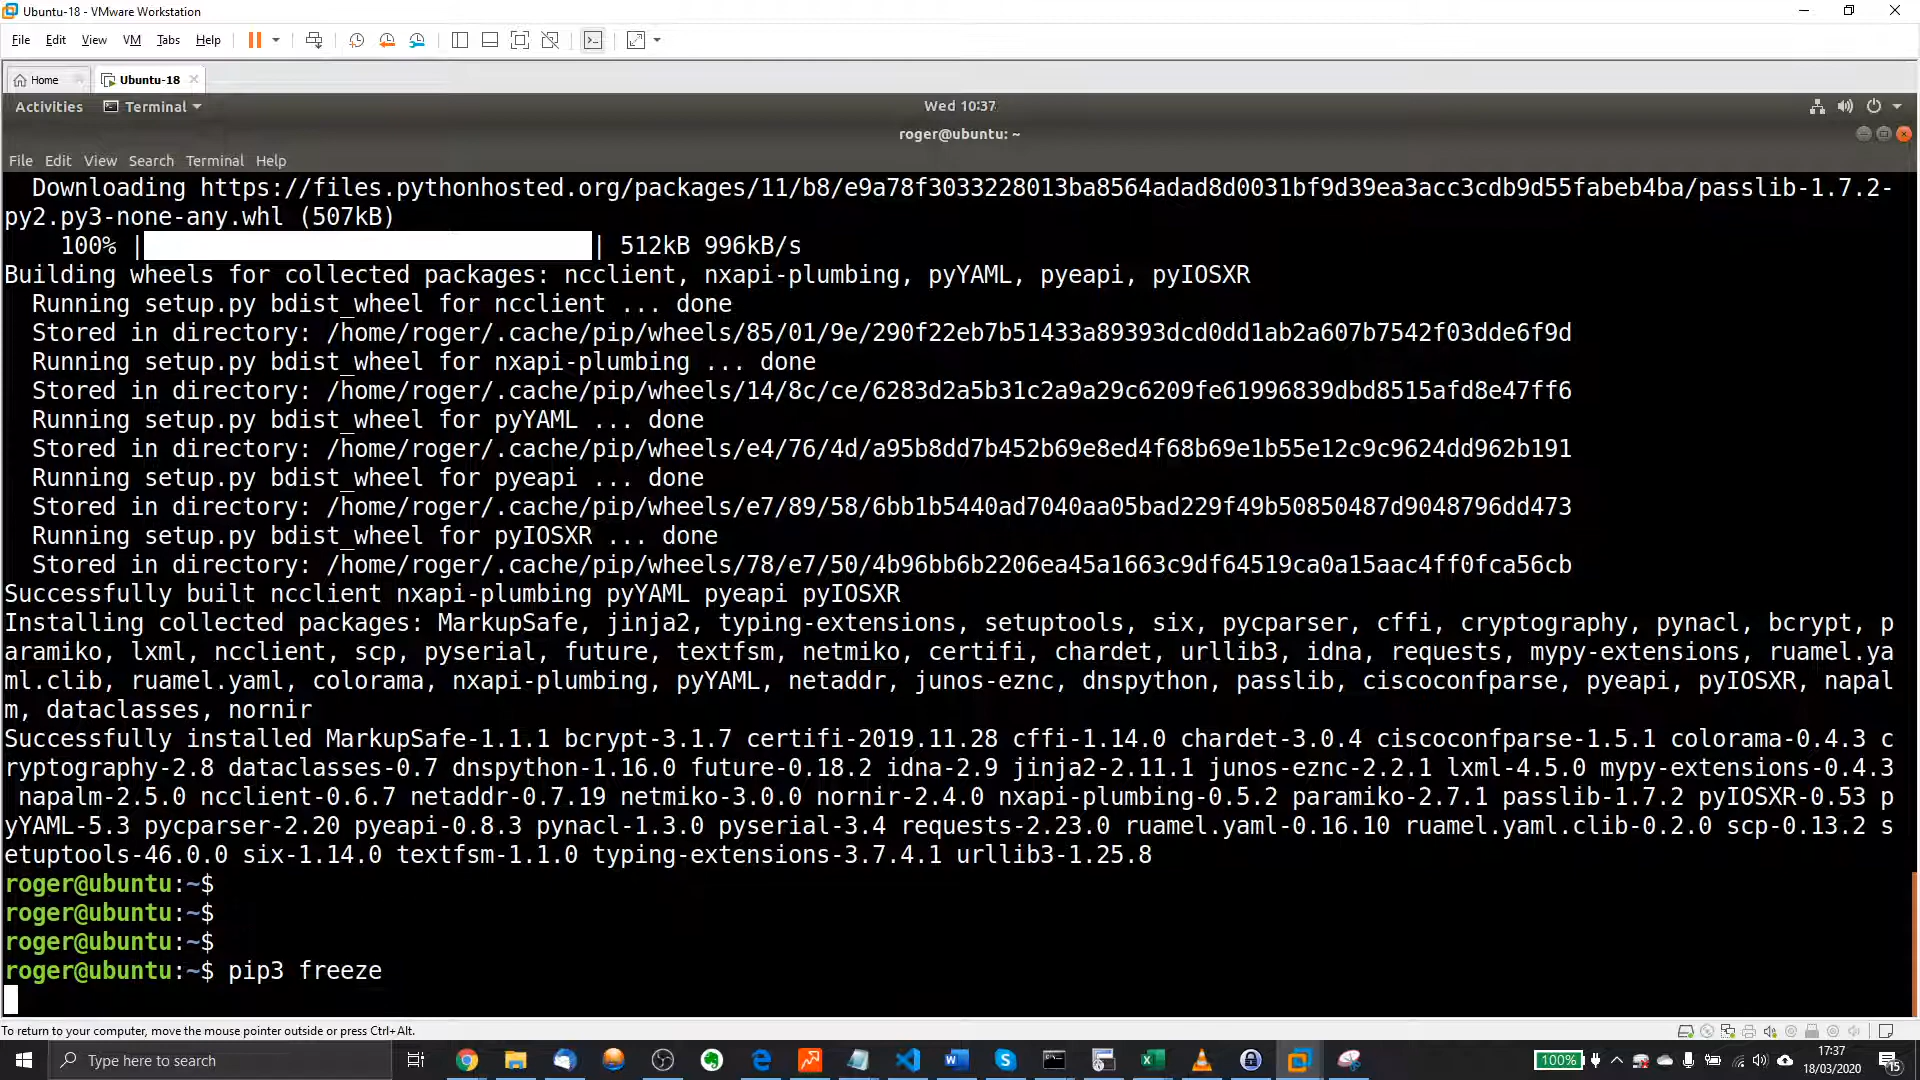 Ubuntu-18 - VMware Workstation
File Edit View VM Tabs Help
Home Ubuntu-18
Activities Terminal Wed 10:37
roger@ubuntu: ~
File Edit View Search Terminal Help
Downloading https://files.pythonhosted.org/packages/11/b8/e9a78f3033228013ba8564adad8d0031bf9d39ea3acc3cdb9d55fabeb4ba/passlib-1.7.2-
py2.py3-none-any.whl (507kB)
100% | | 512kB 996kB/s
Building wheels for collected packages: ncclient, nxapi-plumbing, pyYAML, pyeapi, pyIOSXR
Running setup.py bdist_wheel for ncclient ... done
Stored in directory: /home/roger/.cache/pip/wheels/85/01/9e/290f22eb7b51433a89393dcd0dd1ab2a607b7542f03dde6f9d
Running setup.py bdist_wheel for nxapi-plumbing ... done
Stored in directory: /home/roger/.cache/pip/wheels/14/8c/ce/6283d2a5b31c2a9a29c6209fe61996839dbd8515afd8e47ff6
Running setup.py bdist_wheel for pyYAML ... done
Stored in directory: /home/roger/.cache/pip/wheels/e4/76/4d/a95b8dd7b452b69e8ed4f68b69e1b55e12c9c9624dd962b191
Running setup.py bdist_wheel for pyeapi ... done
Stored in directory: /home/roger/.cache/pip/wheels/e7/89/58/6bb1b5440ad7040aa05bad229f49b50850487d9048796dd473
Running setup.py bdist_wheel for pyIOSXR ... done
Stored in directory: /home/roger/.cache/pip/wheels/78/e7/50/4b96bb6b2206ea45a1663c9df64519ca0a15aac4ff0fca56cb
Successfully built ncclient nxapi-plumbing pyYAML pyeapi pyIOSXR
Installing collected packages: MarkupSafe, jinja2, typing-extensions, setuptools, six, pycparser, cffi, cryptography, pynacl, bcrypt, p
aramiko, lxml, ncclient, scp, pyserial, future, textfsm, netmiko, certifi, chardet, urllib3, idna, requests, mypy-extensions, ruamel.ya
ml.clib, ruamel.yaml, colorama, nxapi-plumbing, pyYAML, netaddr, junos-eznc, dnspython, passlib, ciscoconfparse, pyeapi, pyIOSXR, napal
m, dataclasses, nornir
Successfully installed MarkupSafe-1.1.1 bcrypt-3.1.7 certifi-2019.11.28 cffi-1.14.0 chardet-3.0.4 ciscoconfparse-1.5.1 colorama-0.4.3 c
ryptography-2.8 dataclasses-0.7 dnspython-1.16.0 future-0.18.2 idna-2.9 jinja2-2.11.1 junos-eznc-2.2.1 lxml-4.5.0 mypy-extensions-0.4.3
napalm-2.5.0 ncclient-0.6.7 netaddr-0.7.19 netmiko-3.0.0 nornir-2.4.0 nxapi-plumbing-0.5.2 paramiko-2.7.1 passlib-1.7.2 pyIOSXR-0.53 p
yYAML-5.3 pycparser-2.20 pyeapi-0.8.3 pynacl-1.3.0 pyserial-3.4 requests-2.23.0 ruamel.yaml-0.16.10 ruamel.yaml.clib-0.2.0 scp-0.13.2 s
etuptools-46.0.0 six-1.14.0 textfsm-1.1.0 typing-extensions-3.7.4.1 urllib3-1.25.8
roger@ubuntu:~$
roger@ubuntu:~$
roger@ubuntu:~$
roger@ubuntu:~$ pip3 freeze
To return to your computer, move the mouse pointer outside or press Ctrl+Alt.
Type here to search
100%
17:37
18/03/2020
15